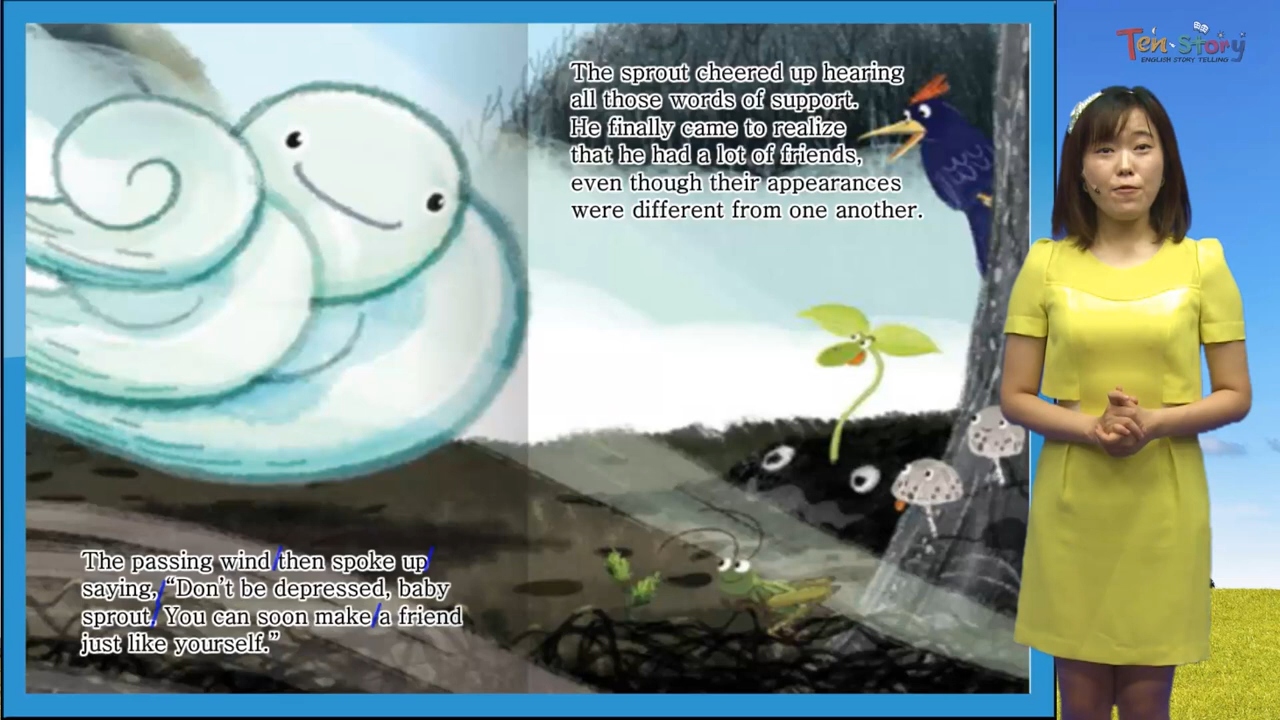 The passing wind then spoke up
saying, “Don't be depressed, baby
sprout. You can soon make a friend
just like yourself.”
The sprout cheered up hearing
all those words of support.
He finally came to realize
that he had a lot of friends,
even though their appearances
were different from one another.
Ten Story
ENGLISH STORY TELLING